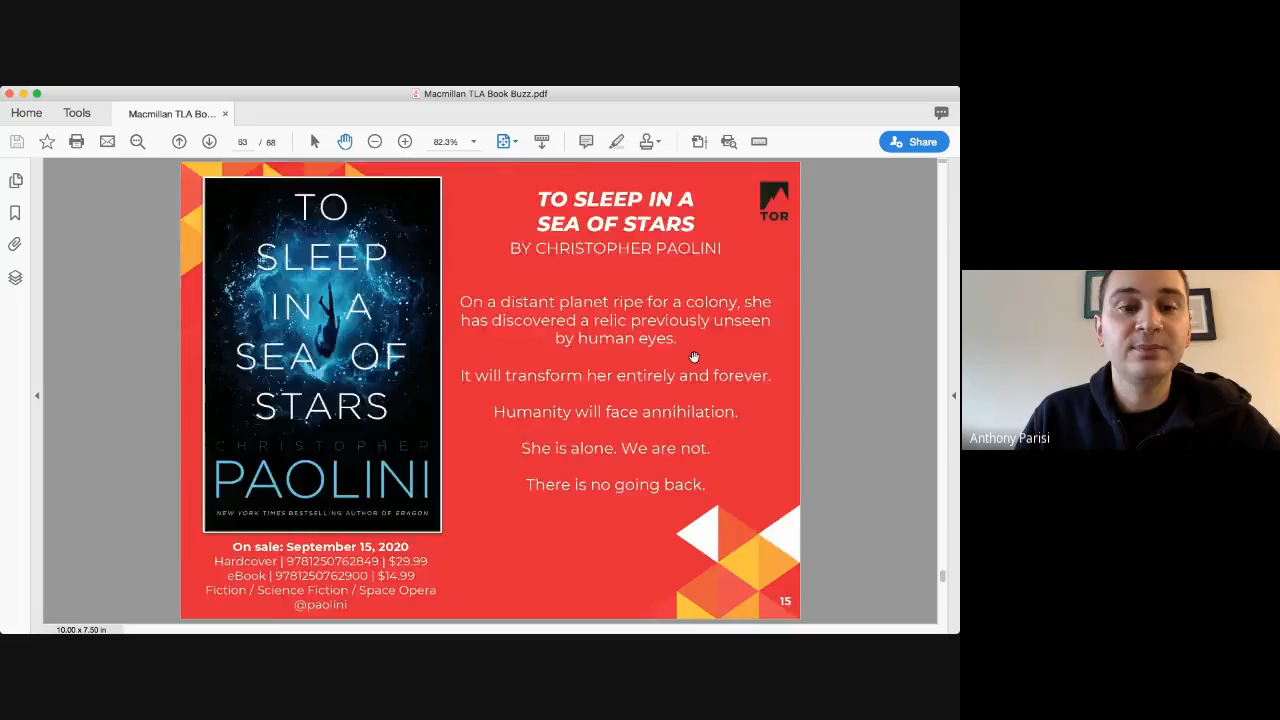 Macmillan TLA Book Buzz.pdf
Home
Tools
Macmillan TLA Bo... ×
53 / 68
82.3%
Share
TO
SLEEP
IN A
SEA OF
STARS
CHRISTOPHER
PAOLINI
NEW YORK TIMES BESTSELLING AUTHOR OF ERAGON
On sale: September 15, 2020
Hardcover | 9781250762849 | $29.99
eBook | 9781250762900 | $14.99
Fiction / Science Fiction / Space Opera
@paolini
TO SLEEP IN A
SEA OF STARS
BY CHRISTOPHER PAOLINI
TOR
On a distant planet ripe for a colony, she
has discovered a relic previously unseen
by human eyes.
It will transform her entirely and forever.
Humanity will face annihilation.
She is alone. We are not.
There is no going back.
15
10.00 x 7.50 in
Anthony Parisi